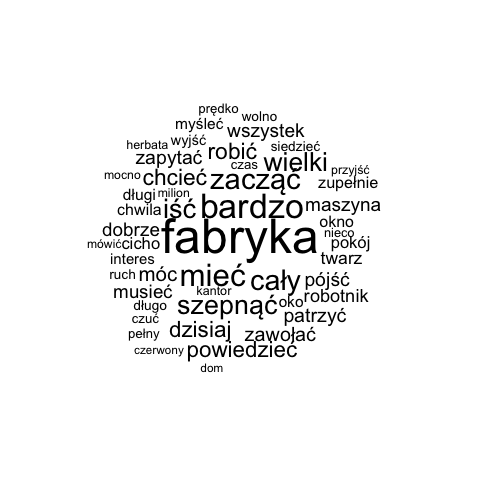 prędko
wolno
myśleć
wszystek
herbata
wyjść
robić
siedzieć
zapytać
czas
wielki
przyjść
mocno
chcieć
zacząć
zupełnie
długi
milion
chwila
iść
bardzo
maszyna
okno
dobrze
fabryka
nieco
mówić
cicho
pokój
interes
twarz
ruch
móc
mieć
cały
pójść
musieć
kantor
szepnąć
oko
robotnik
długo
czuć
patrzyć
pełny
dzisiaj
zawołać
czerwony
powiedzieć
dom